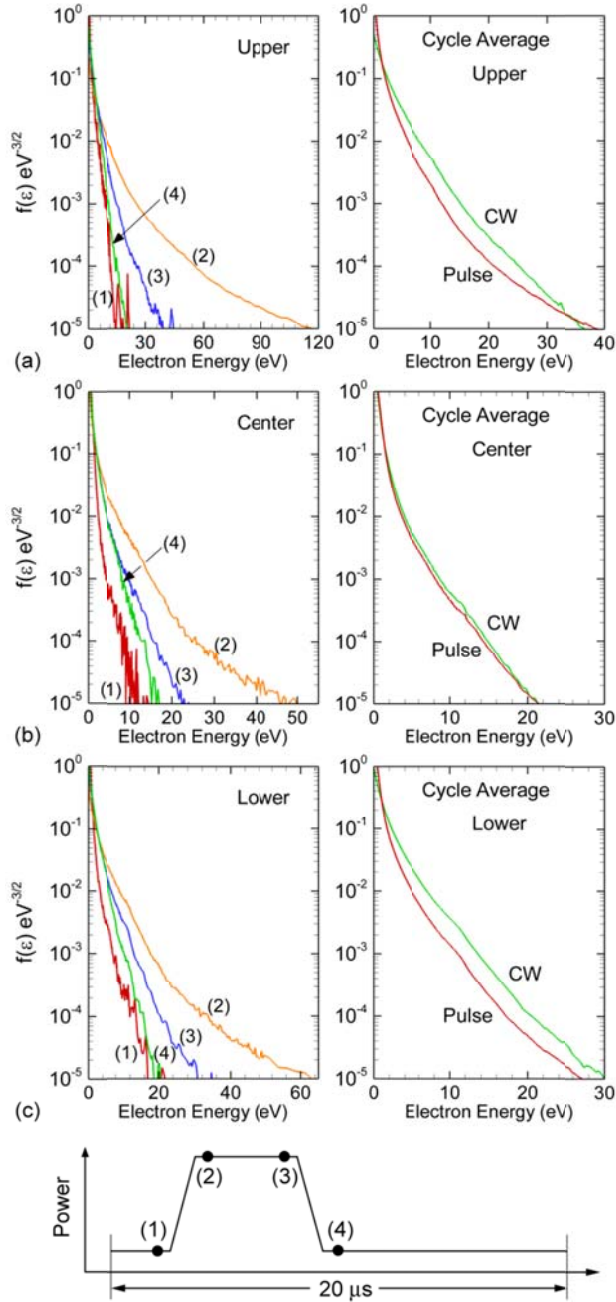 Upper
Cycle Average
Upper
f(ε) eV^-3/2
10^0
10^-1
10^-2
10^-3
10^-4
10^-5
(4)
(2)
(3)
(1)
0 30 60 90 120
Electron Energy (eV)
10^0
10^-1
10^-2
10^-3
10^-4
10^-5
CW
Pulse
0 10 20 30 40
Electron Energy (eV)
(a)
Center
Cycle Average
Center
f(ε) eV^-3/2
10^0
10^-1
10^-2
10^-3
10^-4
10^-5
(4)
(2)
(3)
(1)
0 10 20 30 40 50
Electron Energy (eV)
10^0
10^-1
10^-2
10^-3
10^-4
10^-5
CW
Pulse
0 10 20 30
Electron Energy (eV)
(b)
Lower
Cycle Average
Lower
f(ε) eV^-3/2
10^0
10^-1
10^-2
10^-3
10^-4
10^-5
(2)
(3)
(1)
(4)
0 20 40 60
Electron Energy (eV)
10^0
10^-1
10^-2
10^-3
10^-4
10^-5
CW
Pulse
0 10 20 30
Electron Energy (eV)
(c)
Power
(1)
(2)
(3)
(4)
20 μs